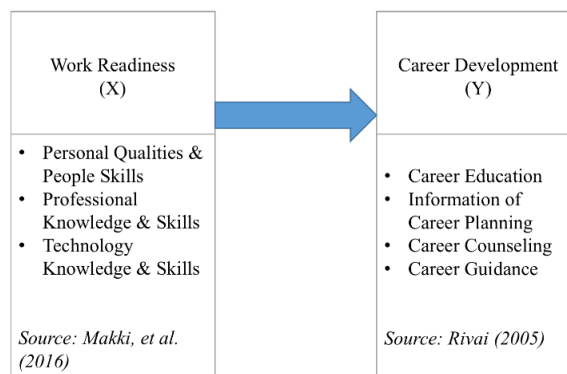 Work Readiness
(X)
• Personal Qualities &
People Skills
• Professional
Knowledge & Skills
• Technology
Knowledge & Skills
Source: Makki, et al.
(2016)
Career Development
(Y)
• Career Education
• Information of
Career Planning
• Career Counseling
• Career Guidance
Source: Rivai (2005)